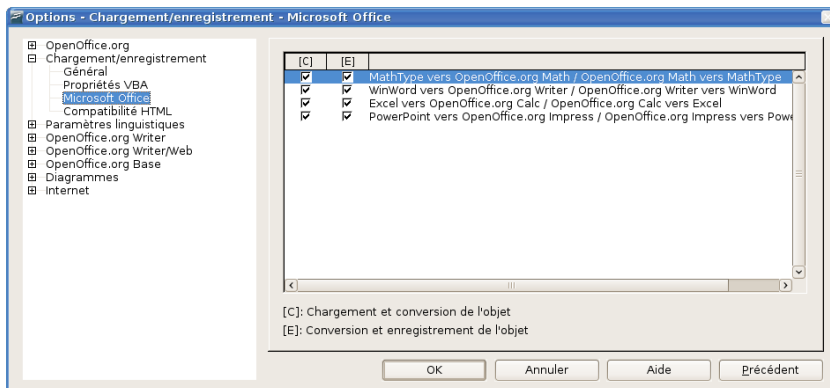 Options - Chargement/enregistrement - Microsoft Office
OpenOffice.org
Chargement/enregistrement
Général
Propriétés VBA
Microsoft Office
Compatibilité HTML
Paramètres linguistiques
OpenOffice.org Writer
OpenOffice.org Writer/Web
OpenOffice.org Base
Diagrammes
Internet
[C] [E]
MathType vers OpenOffice.org Math / OpenOffice.org Math vers MathType
WinWord vers OpenOffice.org Writer / OpenOffice.org Writer vers WinWord
Excel vers OpenOffice.org Calc / OpenOffice.org Calc vers Excel
PowerPoint vers OpenOffice.org Impress / OpenOffice.org Impress vers Powe
[C]: Chargement et conversion de l'objet
[E]: Conversion et enregistrement de l'objet
OK Annuler Aide Précédent